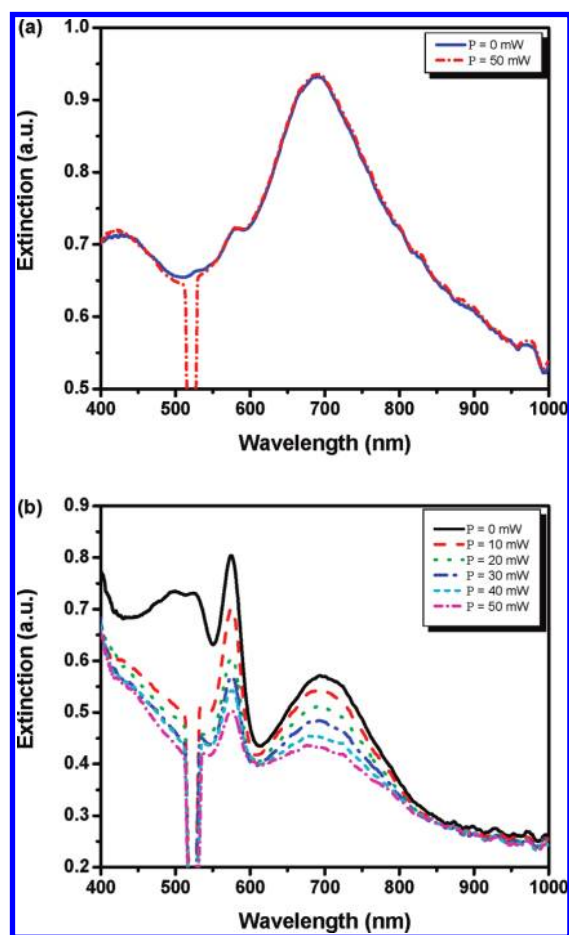 (a)
1.0
0.9
0.8
0.7
0.6
0.5
Extinction (a.u.)
P = 0 mW
P = 50 mW
400 500 600 700 800 900 1000
Wavelength (nm)
(b)
0.9
0.8
0.7
0.6
0.5
0.4
0.3
0.2
Extinction (a.u.)
P = 0 mW
P = 10 mW
P = 20 mW
P = 30 mW
P = 40 mW
P = 50 mW
400 500 600 700 800 900 1000
Wavelength (nm)